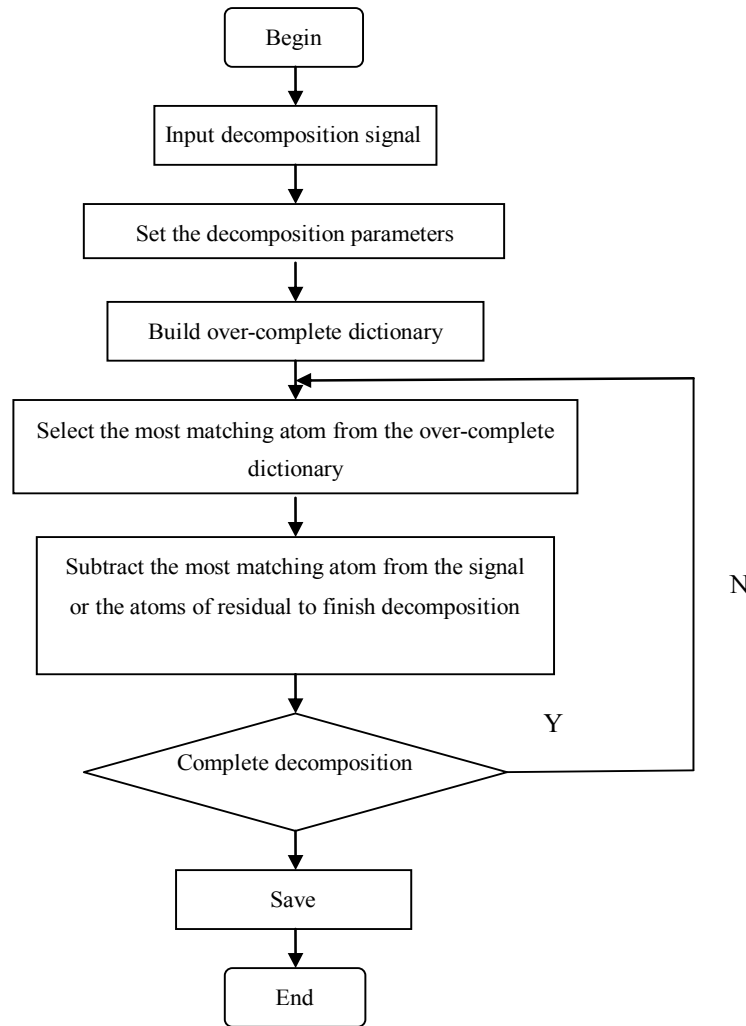 Begin
Input decomposition signal
Set the decomposition parameters
Build over-complete dictionary
Select the most matching atom from the over-complete
dictionary
Subtract the most matching atom from the signal
or the atoms of residual to finish decomposition
N
Y
Complete decomposition
Save
End